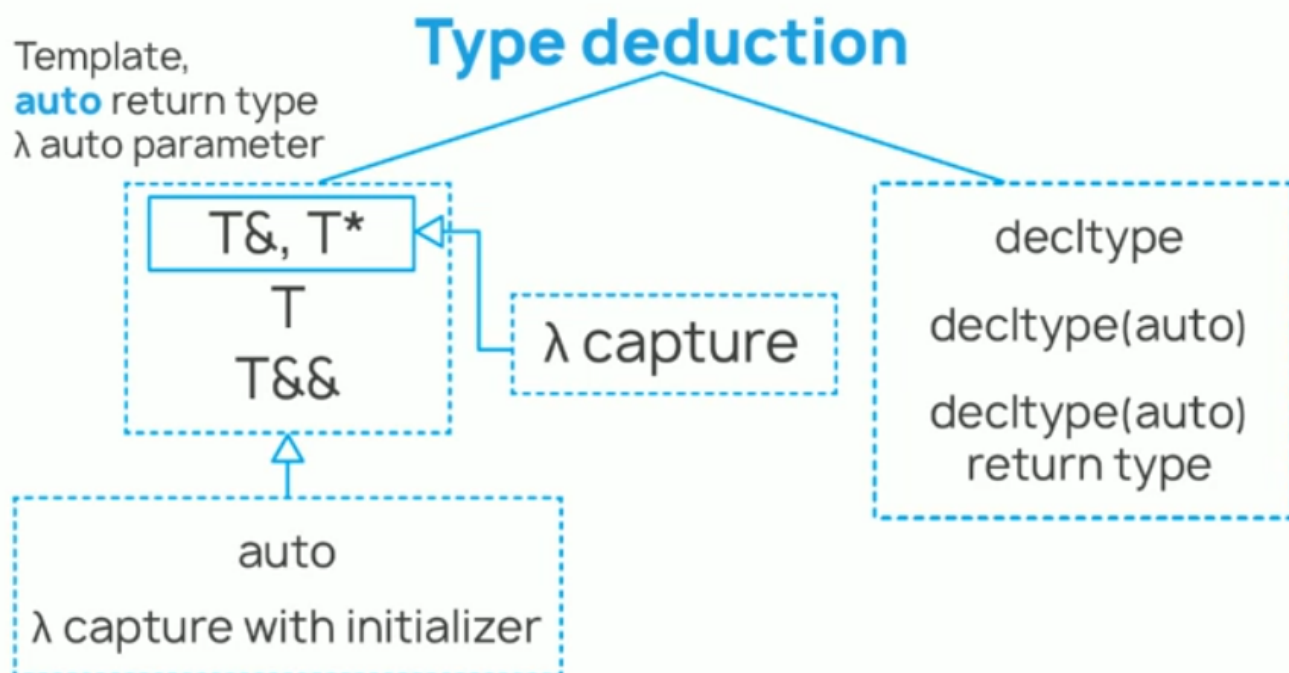 Type deduction
Template,
auto return type
λ auto parameter
T&, T*
T
T&&
λ capture
decltype
decltype(auto)
decltype(auto)
return type
auto
λ capture with initializer